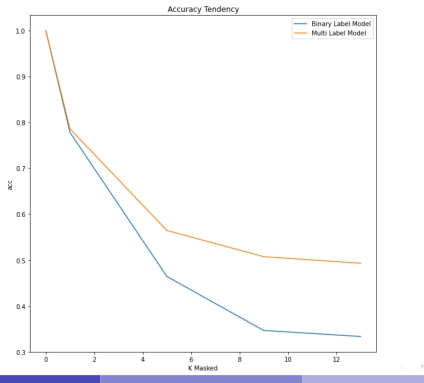 Accuracy Tendency
Binary Label Model
Multi Label Model
1.0
0.9
0.8
0.7
0.6
0.5
0.4
0.3
acc
0 2 4 6 8 10 12
K Masked